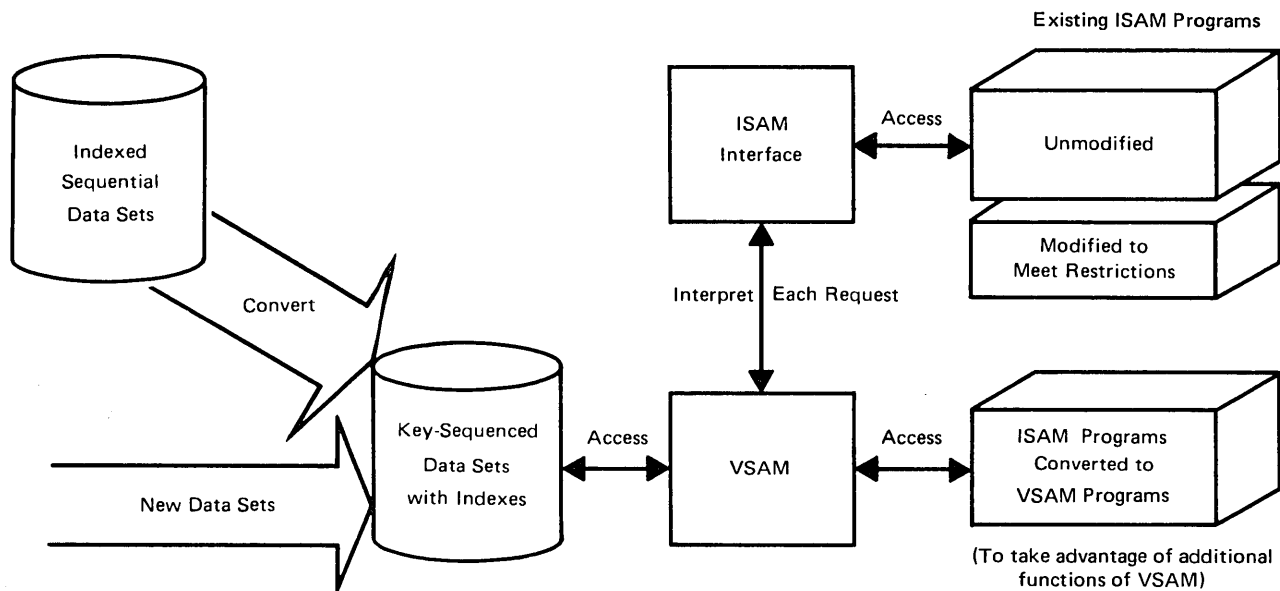 Existing ISAM Programs
Indexed
Sequential
Data Sets
ISAM
Interface
Access
Unmodified
Modified to
Meet Restrictions
Convert
Interpret Each Request
Key-Sequenced
Data Sets
with Indexes
Access
VSAM
Access
ISAM Programs
Converted to
VSAM Programs
New Data Sets
(To take advantage of additional
functions of VSAM)